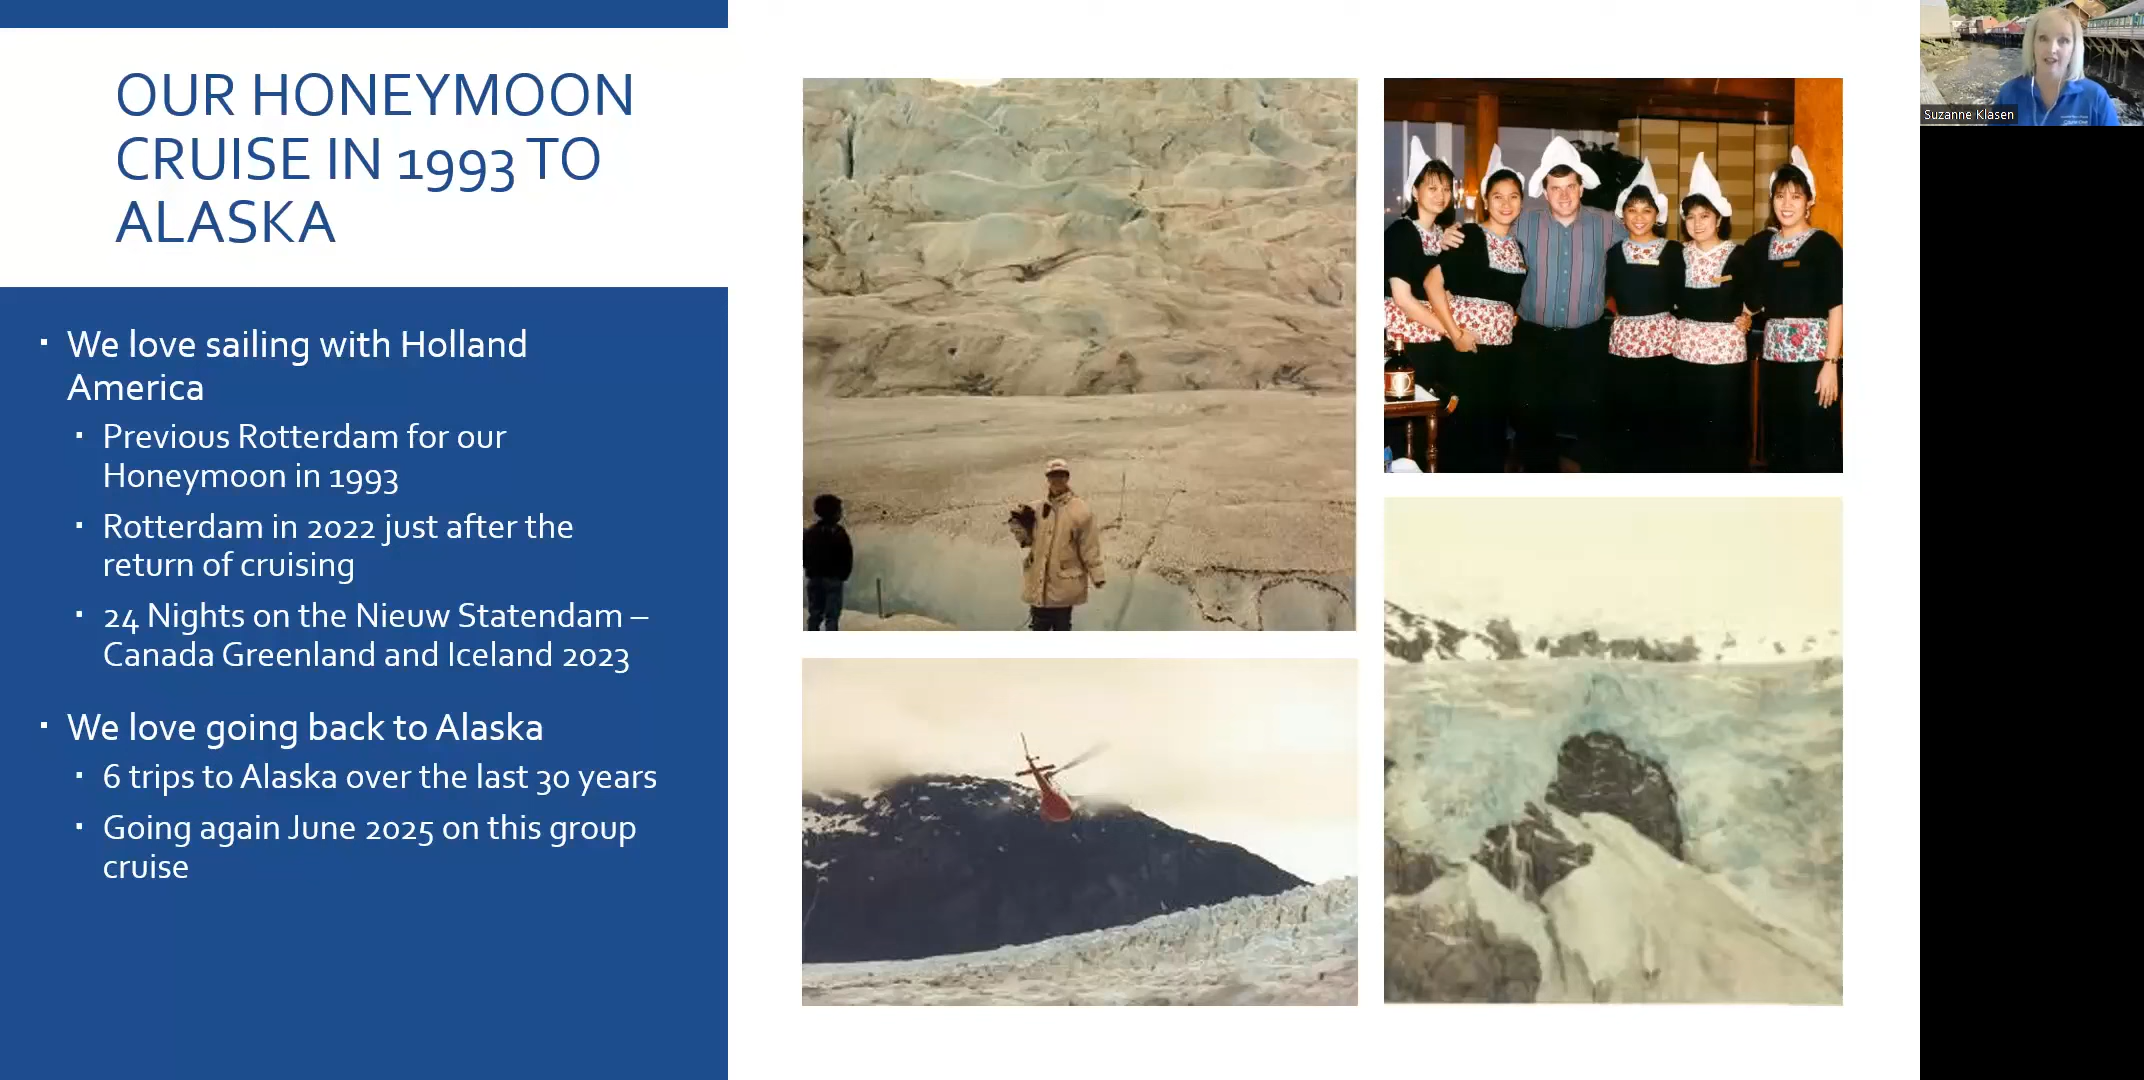 OUR HONEYMOON
CRUISE IN 1993 TO
ALASKA
▪ We love sailing with Holland
America
▪ Previous Rotterdam for our
Honeymoon in 1993
▪ Rotterdam in 2022 just after the
return of cruising
▪ 24 Nights on the Nieuw Statendam –
Canada Greenland and Iceland 2023
▪ We love going back to Alaska
▪ 6 trips to Alaska over the last 30 years
▪ Going again June 2025 on this group
cruise
Suzanne Klasen